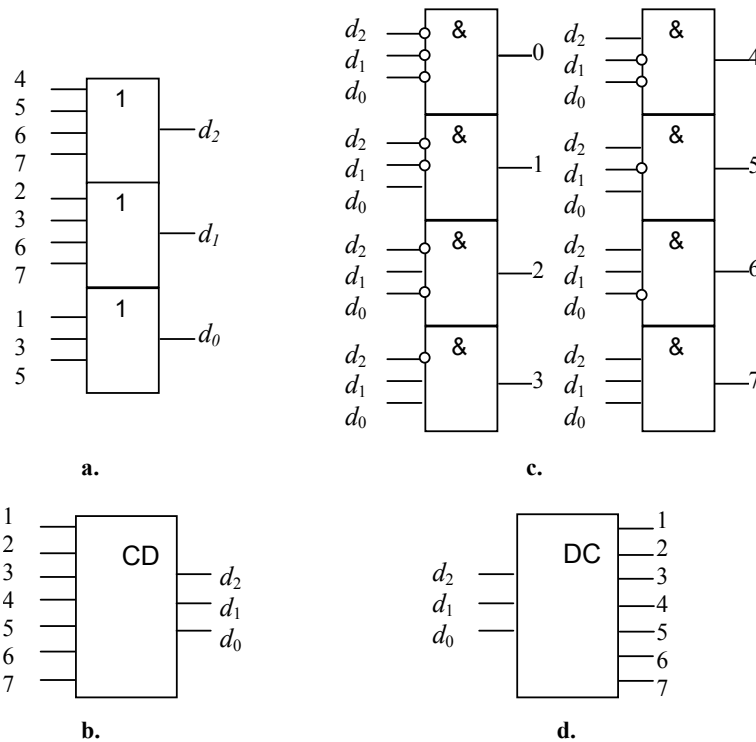 4
5
6
7
1
d₂
2
3
6
7
1
d₁
1
3
5
1
d₀
a.
d₂
d₁
d₀
&
0
d₂
d₁
d₀
&
1
d₂
d₁
d₀
&
2
d₂
d₁
d₀
&
3
d₂
d₁
d₀
&
4
d₂
d₁
d₀
&
5
d₂
d₁
d₀
&
6
d₂
d₁
d₀
&
7
c.
1
2
3
4
5
6
7
CD
d₂
d₁
d₀
b.
d₂
d₁
d₀
DC
1
2
3
4
5
6
7
d.